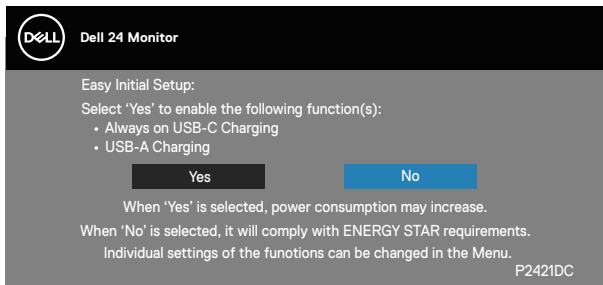 DELL
Dell 24 Monitor
Easy Initial Setup:
Select ‘Yes’ to enable the following function(s):
• Always on USB-C Charging
• USB-A Charging
Yes No
When ‘Yes’ is selected, power consumption may increase.
When ‘No’ is selected, it will comply with ENERGY STAR requirements.
Individual settings of the funotions can be changed in the Menu.
P2421DC